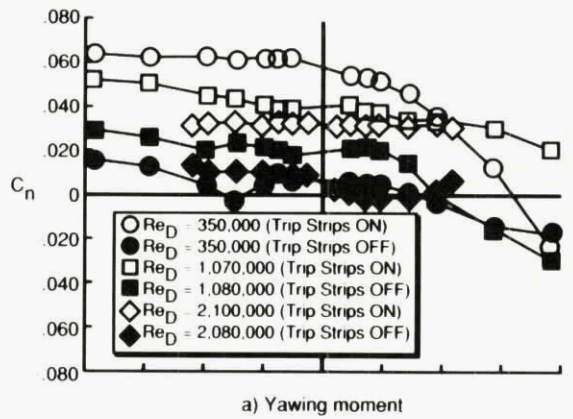 .080
.060
.040
.020
0
.020
.040
.060
.080
Cn
ReD = 350,000 (Trip Strips ON)
ReD = 350,000 (Trip Strips OFF)
ReD = 1,070,000 (Trip Strips ON)
ReD = 1,080,000 (Trip Strips OFF)
ReD = 2,100,000 (Trip Strips ON)
ReD = 2,080,000 (Trip Strips OFF)
a) Yawing moment